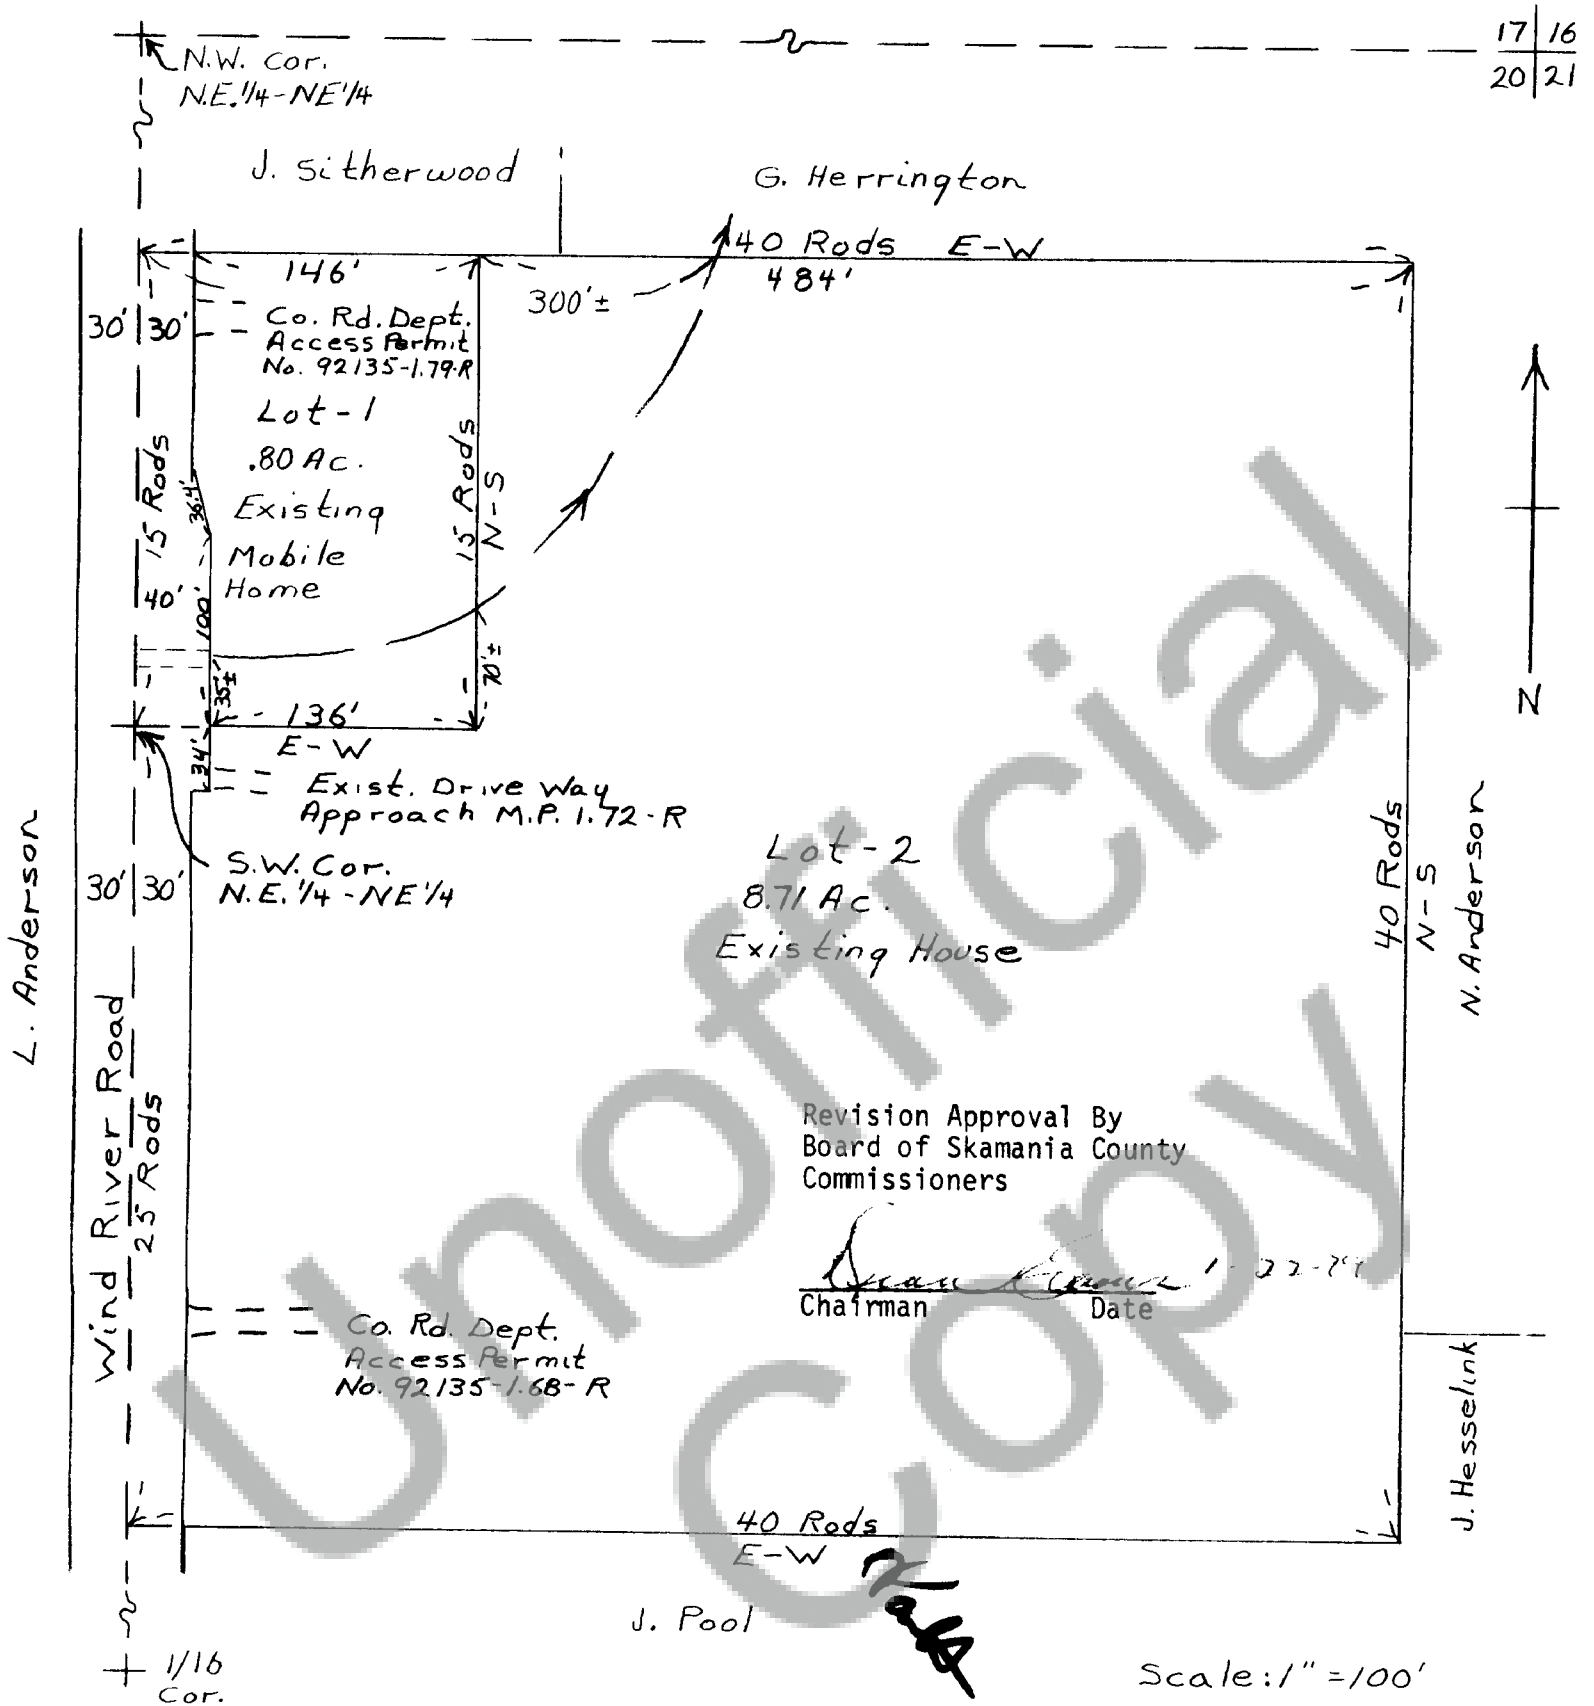 17 16
20 21
N.W. Cor.
N.E.1/4-NE1/4
J. Sitherwood
G. Herrington
40 Rods E-W
146'
484'
300'±
30' 30'
Co. Rd. Dept.
Access Permit
No. 92135-1.79-R
Lot-1
.80 Ac.
Existing
Mobile
Home
15 Rods
36.4'
15 Rods
N-S
40'
100'
35'±
70'±
136'
E-W
34'
Exist. Drive Way
Approach M.P. 1.72-R
S.W. Cor.
N.E.1/4-NE1/4
30' 30'
N
Lot-2
8.71 Ac.
Existing House
L. Anderson
40 Rods
N-S
N. Anderson
Wind River Road
25 Rods
Revision Approval By
Board of Skamania County
Commissioners
Chairman Date
Co. Rd. Dept.
Access Permit
No. 92135-1.68-R
J. Hesselink
40 Rods
E-W
J. Pool
1/16
Cor.
Scale: 1" = 100'
Unofficial
Copy